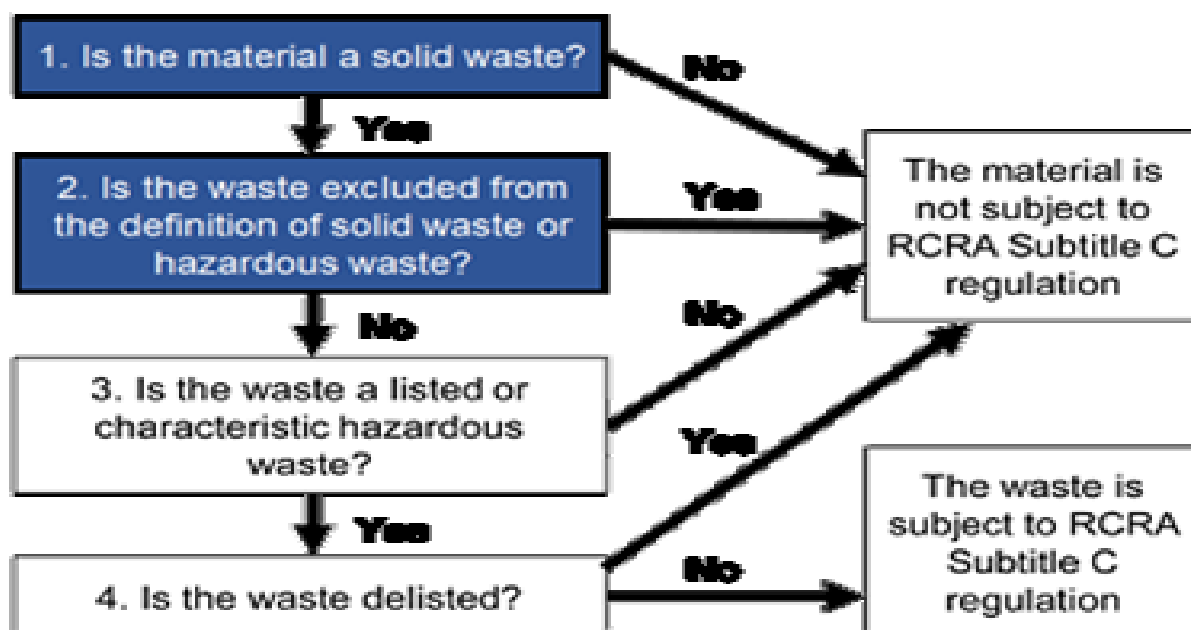 1. Is the material a solid waste?
No
Yes
2. Is the waste excluded from
the definition of solid waste or
hazardous waste?
Yes
The material is
not subject to
RCRA Subtitle C
regulation
No
No
3. Is the waste a listed or
characteristic hazardous
waste?
Yes
Yes
4. Is the waste delisted?
No
The waste is
subject to RCRA
Subtitle C
regulation